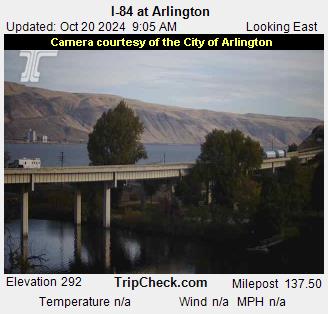 I-84 at Arlington
Updated: Oct 20 2024 9:05 AM Looking East
Camera courtesy of the City of Arlington
Elevation 292 TripCheck.com Milepost 137.50
Temperature n/a Wind n/a MPH n/a